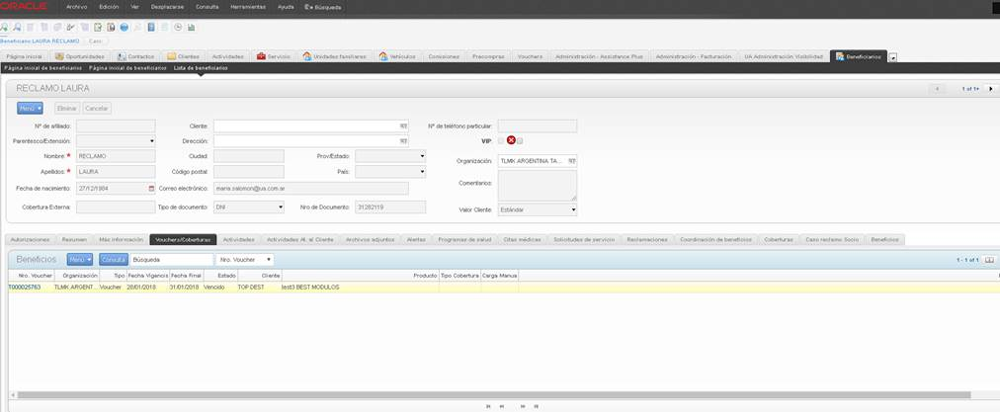 ORACLE Archivo Edición Ver Desplazarse Consulta Herramientas Ayuda Búsqueda
Beneficiario:LAURA RECLAMO Caso:
Página inicial Oportunidades Contactos Clientes Actividades Servicio Unidades familiares Vehículos Comisiones Precompras Vouchers Administración - Assistance Plus Administración - Facturación UA Administración Visibilidad Beneficiarios
Página inicial de beneficiarios Página inicial de beneficiarios Lista de beneficiarios
RECLAMO LAURA 1 of 1+
Menú Eliminar Cancelar
Nº de afiliado: Cliente: Nº de teléfono particular:
Parentesco/Extensión: Dirección: VIP:
Nombre:* RECLAMO Ciudad: Prov/Estado: Organización: TLMK ARGENTINA TA...
Apellidos:* LAURA Código postal: País: Comentarios:
Fecha de nacimiento: 27/12/1984 Correo electrónico: maria.salomon@ua.com.ar
Cobertura Externa: Tipo de documento: DNI Nro de Documento: 31282119 Valor Cliente: Estándar
Autorizaciones Resumen Más información Vouchers/Coberturas Actividades Actividades At. al Cliente Archivos adjuntos Alertas Programas de salud Citas médicas Solicitudes de servicio Reclamaciones Coordinación de beneficios Coberturas Caso reclamo Socio Beneficios
Beneficios Menú Consulta Búsqueda Nro. Voucher 1 - 1 of 1
Nro. Voucher Organización Tipo Fecha Vigencis Fecha Final Estado Cliente Producto Tipo Cobertura Carga Manua
T000025763 TLMK ARGENT... Voucher 28/01/2018 31/01/2018 Vencido TOP DEST test3 BEST MODULOS